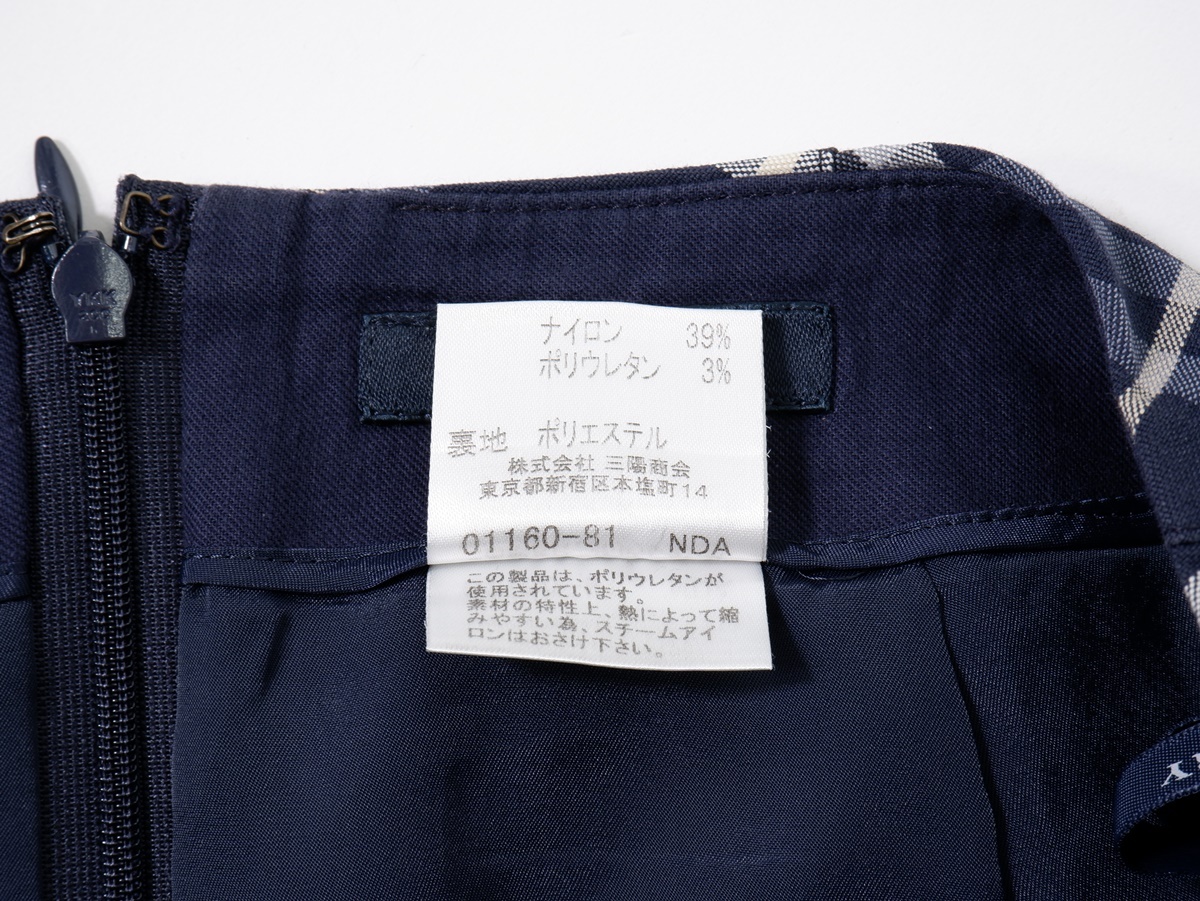 ナイロン 39%
ポリウレタン 3%
裏地 ポリエステル
株式会社 三陽商会
東京都新宿区本塩町14
01160-81 NDA
この製品は、ポリウレタンが
使用されています。
素材の特性上、熱によって縮
みやすい為、スチームアイ
ロンはおさけ下さい。
Y